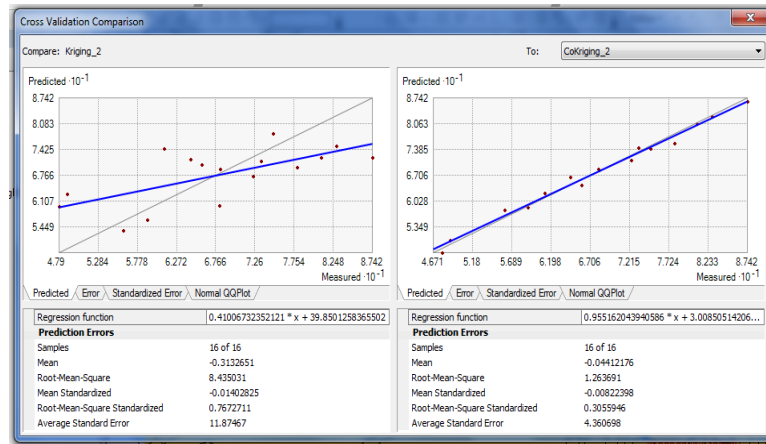 Cross Validation Comparison
Compare: Kriging_2
To: CoKriging_2
Predicted ·10⁻¹
8.742
8.083
7.425
6.766
6.107
5.449
4.79 5.284 5.778 6.272 6.766 7.26 7.754 8.248 8.742
Measured ·10⁻¹
Predicted Error Standardized Error Normal QQPlot
Regression function 0.41006732352121 * x + 39.8501258365502
Prediction Errors
Samples 16 of 16
Mean -0.3132651
Root-Mean-Square 8.435031
Mean Standardized -0.01402825
Root-Mean-Square Standardized 0.7672711
Average Standard Error 11.87467
Predicted ·10⁻¹
8.742
8.063
7.385
6.706
6.028
5.349
4.671 5.18 5.689 6.198 6.706 7.215 7.724 8.233 8.742
Measured ·10⁻¹
Predicted Error Standardized Error Normal QQPlot
Regression function 0.955162043940586 * x + 3.00850514206...
Prediction Errors
Samples 16 of 16
Mean -0.04412176
Root-Mean-Square 1.263691
Mean Standardized -0.00822398
Root-Mean-Square Standardized 0.3055946
Average Standard Error 4.360698